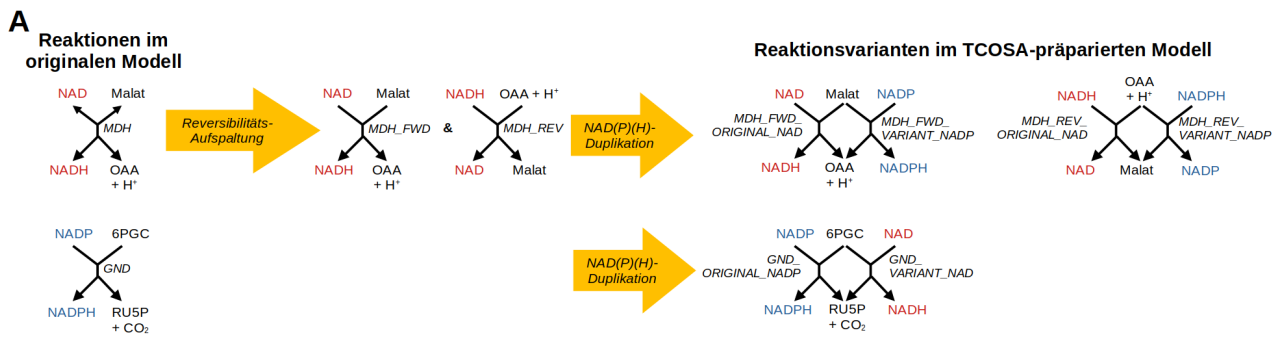 A
Reaktionen im
originalen Modell
Reaktionsvarianten im TCOSA-präparierten Modell
NAD Malat
MDH
NADH OAA
+ H⁺
Reversibilitäts-
Aufspaltung
NAD Malat
MDH_FWD
NADH OAA
+ H⁺
&
NADH OAA + H⁺
MDH_REV
NAD Malat
NAD(P)(H)-
Duplikation
NAD Malat NADP
MDH_FWD_
ORIGINAL_NAD
MDH_FWD_
VARIANT_NADP
NADH OAA NADPH
+ H⁺
OAA
+ H⁺
NADH NADPH
MDH_REV_
ORIGINAL_NAD
MDH_REV_
VARIANT_NADP
NAD Malat NADP
NADP 6PGC
GND
NADPH RU5P
+ CO₂
NAD(P)(H)-
Duplikation
NADP 6PGC NAD
GND_
ORIGINAL_NADP
GND_
VARIANT_NAD
NADPH RU5P NADH
+ CO₂